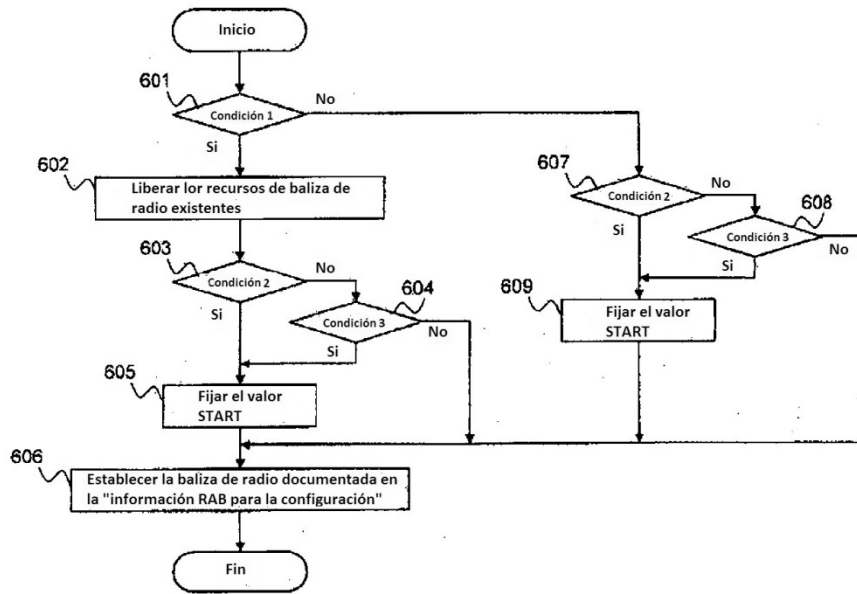 Inicio
601
Condición 1
No
Si
602
Liberar lor recursos de baliza de
radio existentes
603
Condición 2
No
Si
604
Condición 3
No
Si
605
Fijar el valor
START
606
Establecer la baliza de radio documentada en
la "información RAB para la configuración"
Fin
607
Condición 2
No
Si
608
Condición 3
No
Si
609
Fijar el valor
START